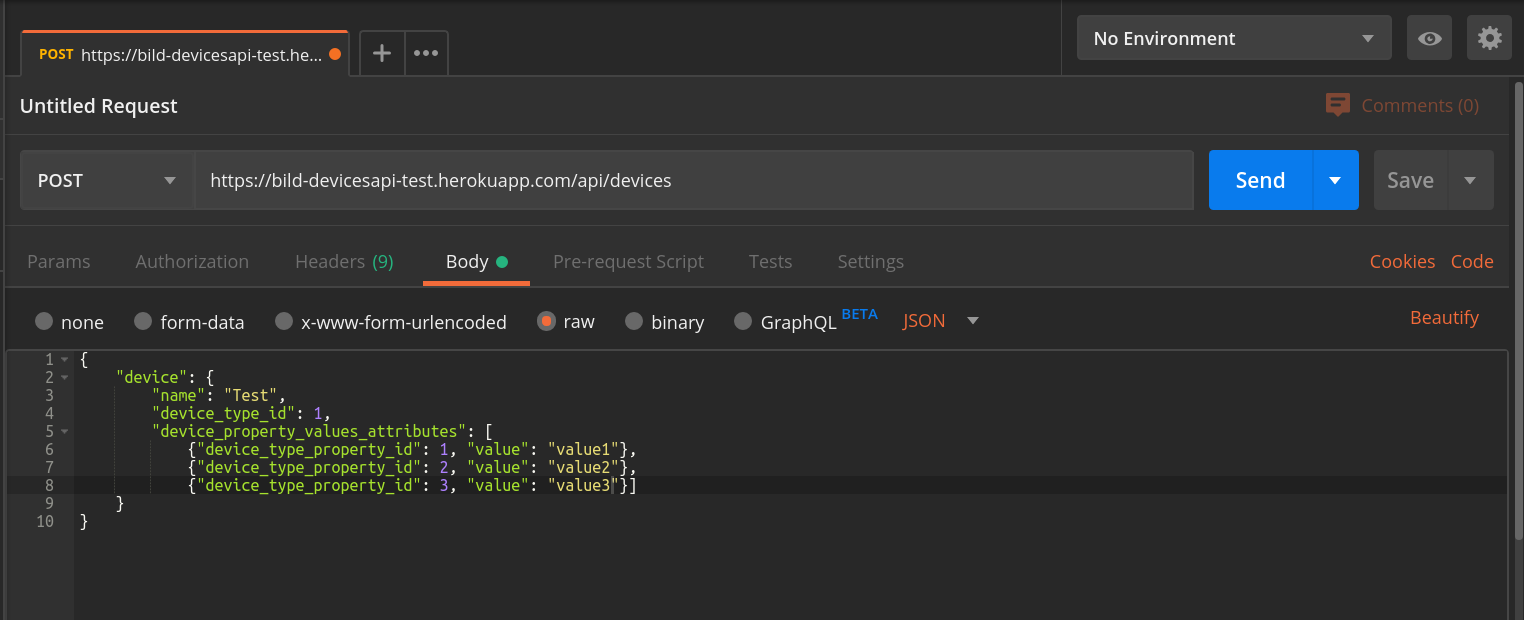 POST https://bild-devicesapi-test.he... + ••• No Environment
Untitled Request Comments (0)
POST https://bild-devicesapi-test.herokuapp.com/api/devices Send Save
Params Authorization Headers (9) Body Pre-request Script Tests Settings Cookies Code
none form-data x-www-form-urlencoded raw binary GraphQL BETA JSON Beautify
1 {
2 "device": {
3 "name": "Test",
4 "device_type_id": 1,
5 "device_property_values_attributes": [
6 {"device_type_property_id": 1, "value": "value1"},
7 {"device_type_property_id": 2, "value": "value2"},
8 {"device_type_property_id": 3, "value": "value3"}]
9 }
10 }